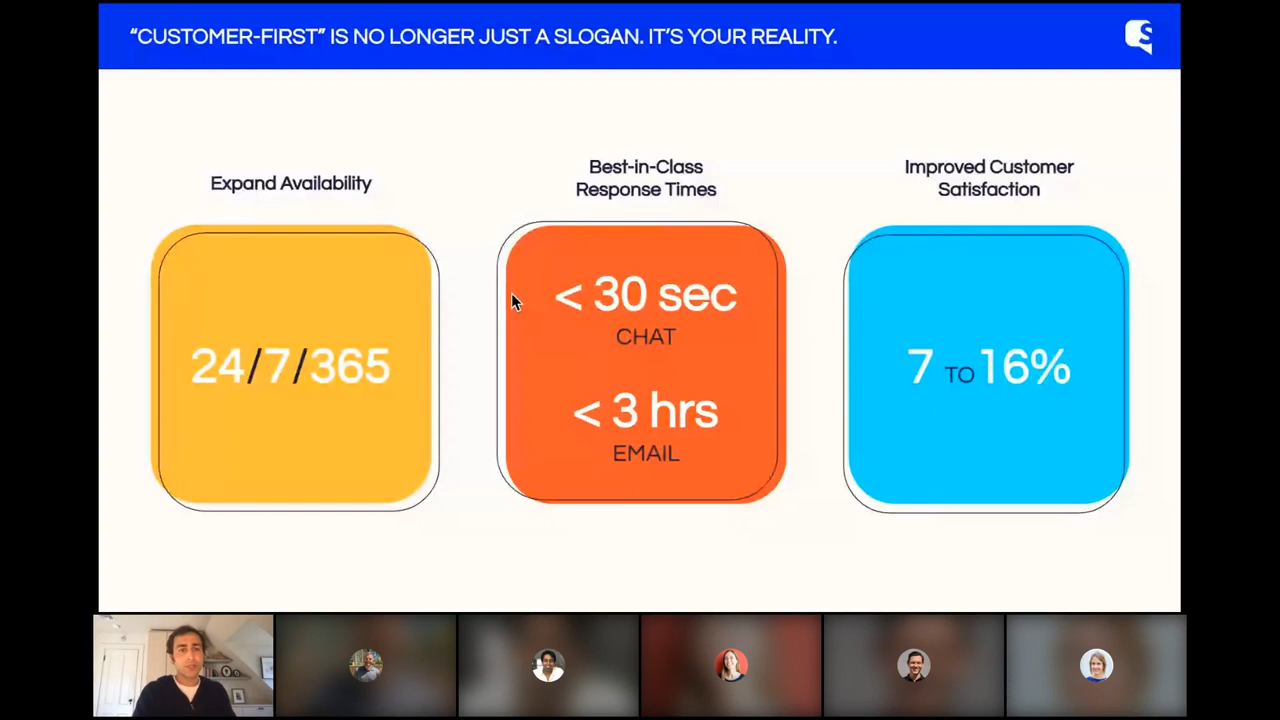 “CUSTOMER-FIRST” IS NO LONGER JUST A SLOGAN. IT’S YOUR REALITY.
S
Expand Availability
24/7/365
Best-in-Class
Response Times
< 30 sec
CHAT
< 3 hrs
EMAIL
Improved Customer
Satisfaction
7 TO 16%